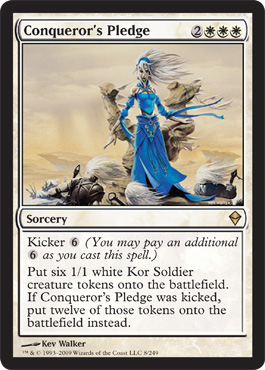 Conqueror's Pledge 2
Sorcery
Kicker 6 (You may pay an additional
6 as you cast this spell.)
Put six 1/1 white Kor Soldier
creature tokens onto the battlefield.
If Conqueror's Pledge was kicked,
put twelve of those tokens onto the
battlefield instead.
Kev Walker
™ & © 1993–2009 Wizards of the Coast LLC 8/249